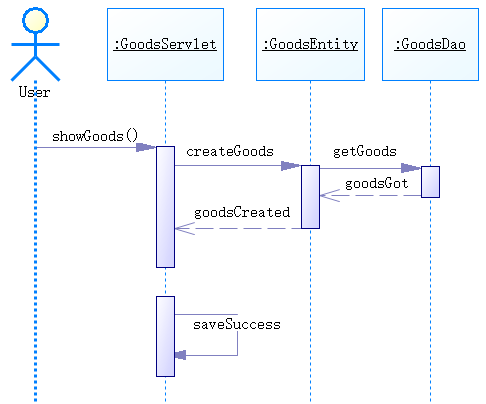 :GoodsServlet
:GoodsEntity
:GoodsDao
User
showGoods()
createGoods
getGoods
goodsGot
goodsCreated
saveSuccess